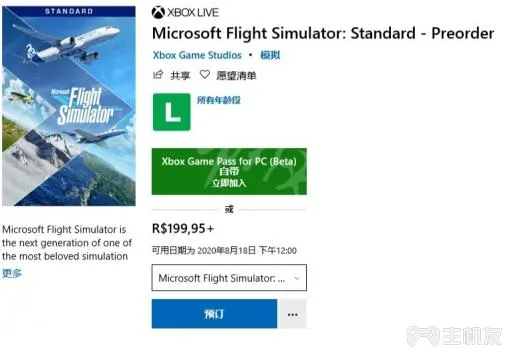 STANDARD
Microsoft
Flight
Simulator
Microsoft Flight Simulator is
the next generation of one of
the most beloved simulation
更多
XBOX LIVE
Microsoft Flight Simulator: Standard - Preorder
Xbox Game Studios • 模拟
共享 愿望清单
L
所有年龄段
Xbox Game Pass for PC (Beta)
自带
立即加入
或
R$199,95+
可用日期为 2020年8月18日 下午12:00
Microsoft Flight Simulator: ...
预订
主机友